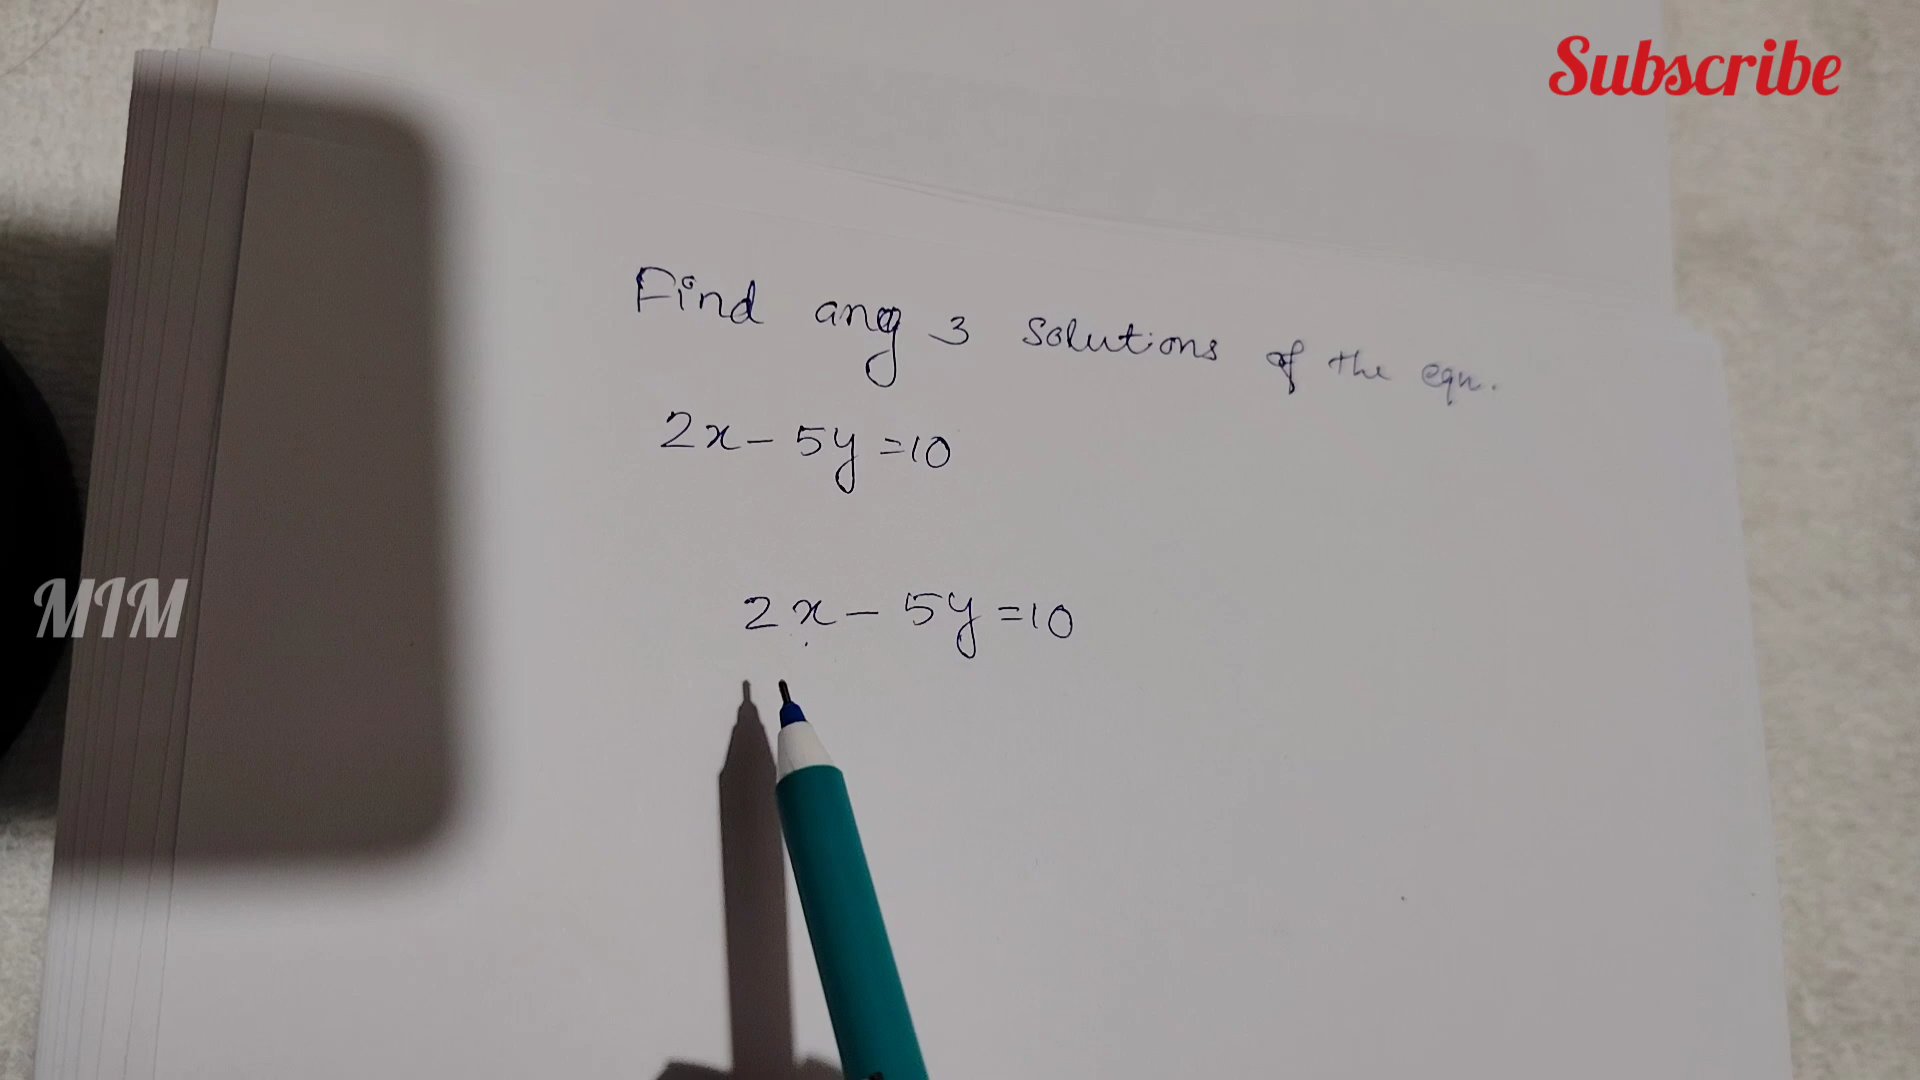 Subscribe
Find any 3 solutions of the eqn.
2x - 5y = 10
MIM
2x - 5y = 10